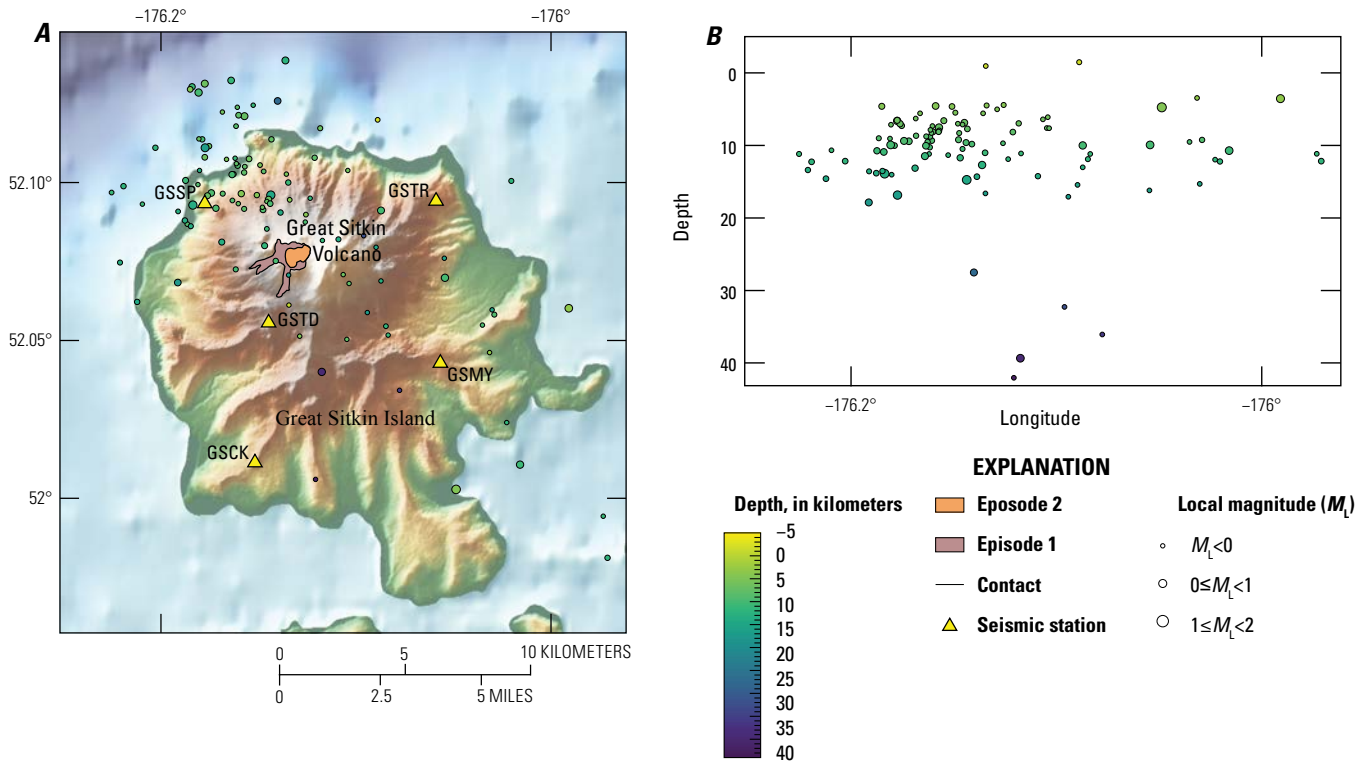 A
−176.2°
−176°
52.10°
52.05°
52°
GSSP
GSTR
Great Sitkin
Volcano
GSTD
GSMY
Great Sitkin Island
GSCK
0
5
10 KILOMETERS
0
2.5
5 MILES
B
0
10
20
30
40
Depth
−176.2°
−176°
Longitude
EXPLANATION
Depth, in kilometers
−5
0
5
10
15
20
25
30
35
40
Eposode 2
Episode 1
Contact
Seismic station
Local magnitude (ML)
ML<0
0≤ML<1
1≤ML<2